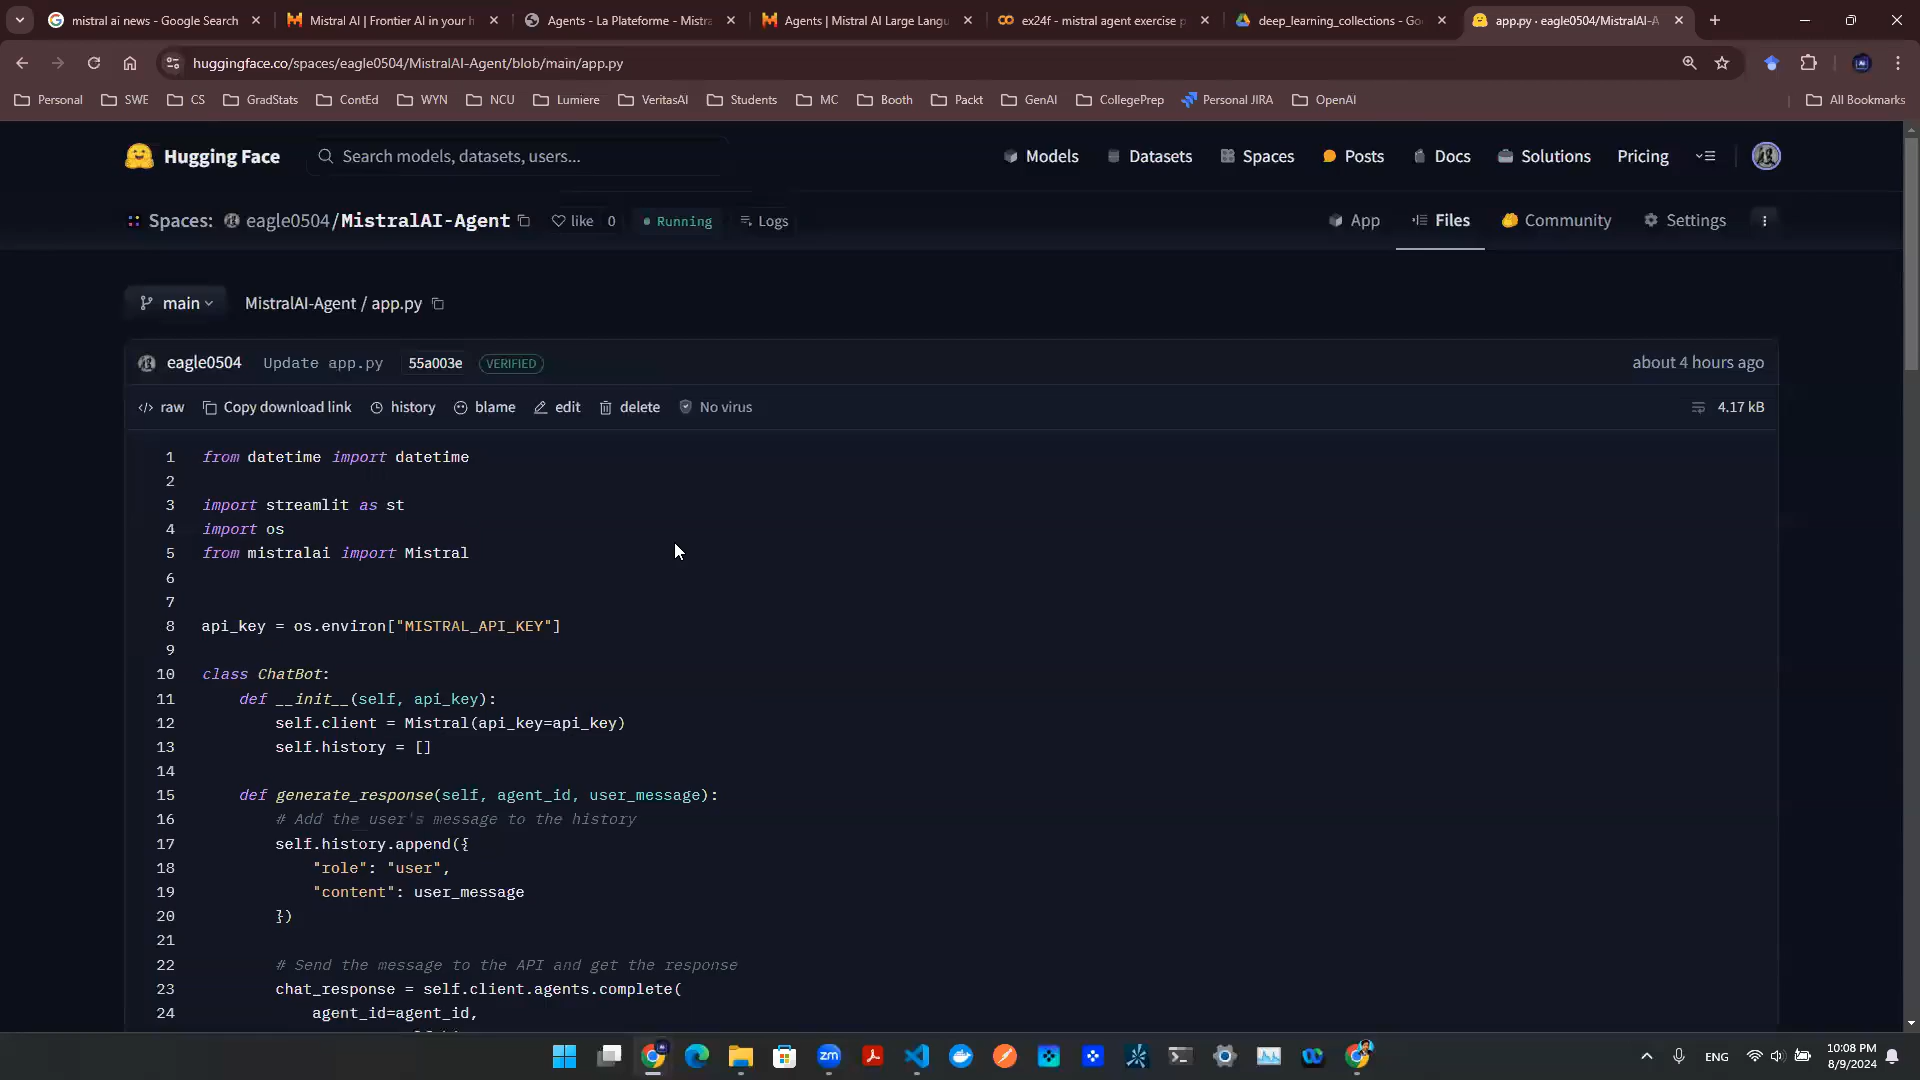 mistral ai news - Google Search
Mistral AI | Frontier AI in your h
Agents - La Plateforme - Mistra
Agents | Mistral AI Large Langu
ex24f - mistral agent exercise p
deep_learning_collections - Goo
app.py · eagle0504/MistralAI-A
huggingface.co/spaces/eagle0504/MistralAI-Agent/blob/main/app.py
Personal
SWE
CS
GradStats
ContEd
WYN
NCU
Lumiere
VeritasAI
Students
MC
Booth
Packt
GenAI
CollegePrep
Personal JIRA
OpenAI
All Bookmarks
Hugging Face
Search models, datasets, users...
Models
Datasets
Spaces
Posts
Docs
Solutions
Pricing
Spaces:
eagle0504/MistralAI-Agent
like 0
Running
Logs
App
Files
Community
Settings
main
MistralAI-Agent / app.py
eagle0504
Update app.py
55a003e
VERIFIED
about 4 hours ago
raw
Copy download link
history
blame
edit
delete
No virus
4.17 kB
1 from datetime import datetime
2
3 import streamlit as st
4 import os
5 from mistralai import Mistral
6
7
8 api_key = os.environ["MISTRAL_API_KEY"]
9
10 class ChatBot:
11 def __init__(self, api_key):
12 self.client = Mistral(api_key=api_key)
13 self.history = []
14
15 def generate_response(self, agent_id, user_message):
16 # Add the user's message to the history
17 self.history.append({
18 "role": "user",
19 "content": user_message
20 })
21
22 # Send the message to the API and get the response
23 chat_response = self.client.agents.complete(
24 agent_id=agent_id,
zm
ENG
10:08 PM
8/9/2024